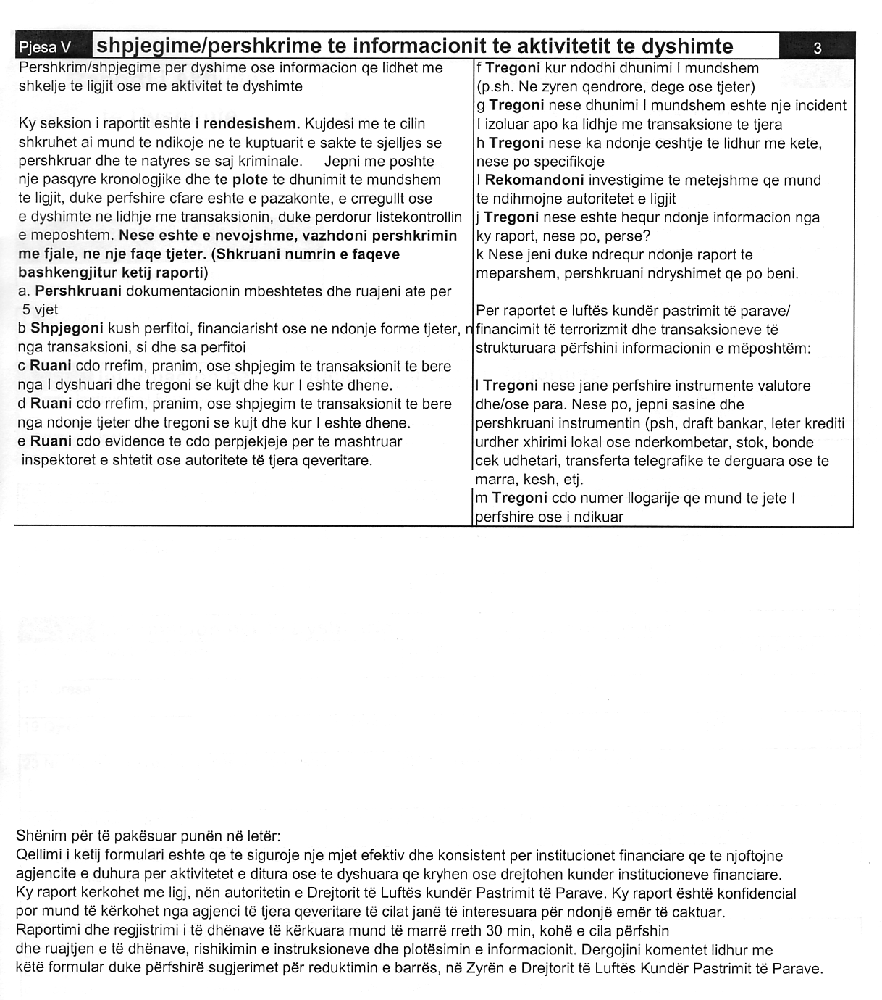 Pjesa V shpjegime/pershkrime te informacionit te aktivitetit te dyshimte 3
Pershkrim/shpjegime per dyshime ose informacion qe lidhet me
shkelje te ligjit ose me aktivitet te dyshimte
Ky seksion i raportit eshte i rendesishem. Kujdesi me te cilin
shkruhet ai mund te ndikoje ne te kuptuarit e sakte te sjelljes se
pershkruar dhe te natyres se saj kriminale. Jepni me poshte
nje pasqyre kronologjike dhe te plote te dhunimit te mundshem
te ligjit, duke perfshire cfare eshte e pazakonte, e crregullt ose
e dyshimte ne lidhje me transaksionin, duke perdorur listekontrollin
e meposhtem. Nese eshte e nevojshme, vazhdoni pershkrimin
me fjale, ne nje faqe tjeter. (Shkruani numrin e faqeve
bashkengjitur ketij raporti)
a. Pershkruani dokumentacionin mbeshtetes dhe ruajeni ate per
5 vjet
b Shpjegoni kush perfitoi, financiarisht ose ne ndonje forme tjeter, n
nga transaksioni, si dhe sa perfitoi
c Ruani cdo rrefim, pranim, ose shpjegim te transaksionit te bere
nga I dyshuari dhe tregoni se kujt dhe kur I eshte dhene.
d Ruani cdo rrefim, pranim, ose shpjegim te transaksionit te bere
nga ndonje tjeter dhe tregoni se kujt dhe kur I eshte dhene.
e Ruani cdo evidence te cdo perpjekjeje per te mashtruar
inspektoret e shtetit ose autoritete të tjera qeveritare.
f Tregoni kur ndodhi dhunimi I mundshem
(p.sh. Ne zyren qendrore, dege ose tjeter)
g Tregoni nese dhunimi I mundshem eshte nje incident
I izoluar apo ka lidhje me transaksione te tjera
h Tregoni nese ka ndonje ceshtje te lidhur me kete,
nese po specifikoje
I Rekomandoni investigime te metejshme qe mund
te ndihmojne autoritetet e ligjit
j Tregoni nese eshte hequr ndonje informacion nga
ky raport, nese po, perse?
k Nese jeni duke ndrequr ndonje raport te
meparshem, pershkruani ndryshimet qe po beni.
Per raportet e luftës kundër pastrimit të parave/
financimit të terrorizmit dhe transaksioneve të
strukturuara përfshini informacionin e mëposhtëm:
l Tregoni nese jane perfshire instrumente valutore
dhe/ose para. Nese po, jepni sasine dhe
pershkruani instrumentin (psh, draft bankar, leter krediti
urdher xhirimi lokal ose nderkombetar, stok, bonde
cek udhetari, transferta telegrafike te derguara ose te
marra, kesh, etj.
m Tregoni cdo numer llogarije qe mund te jete I
perfshire ose i ndikuar
Shënim për të pakësuar punën në letër:
Qellimi i ketij formulari eshte qe te siguroje nje mjet efektiv dhe konsistent per institucionet financiare qe te njoftojne
agjencite e duhura per aktivitetet e ditura ose te dyshuara qe kryhen ose drejtohen kunder institucioneve financiare.
Ky raport kerkohet me ligj, nën autoritetin e Drejtorit të Luftës kundër Pastrimit të Parave. Ky raport është konfidencial
por mund të kërkohet nga agjenci të tjera qeveritare të cilat janë të interesuara për ndonjë emër të caktuar.
Raportimi dhe regjistrimi i të dhënave të kërkuara mund të marrë rreth 30 min, kohë e cila përfshin
dhe ruajtjen e të dhënave, rishikimin e instruksioneve dhe plotësimin e informacionit. Dergojini komentet lidhur me
këtë formular duke përfshirë sugjerimet për reduktimin e barrës, në Zyrën e Drejtorit të Luftës Kundër Pastrimit të Parave.